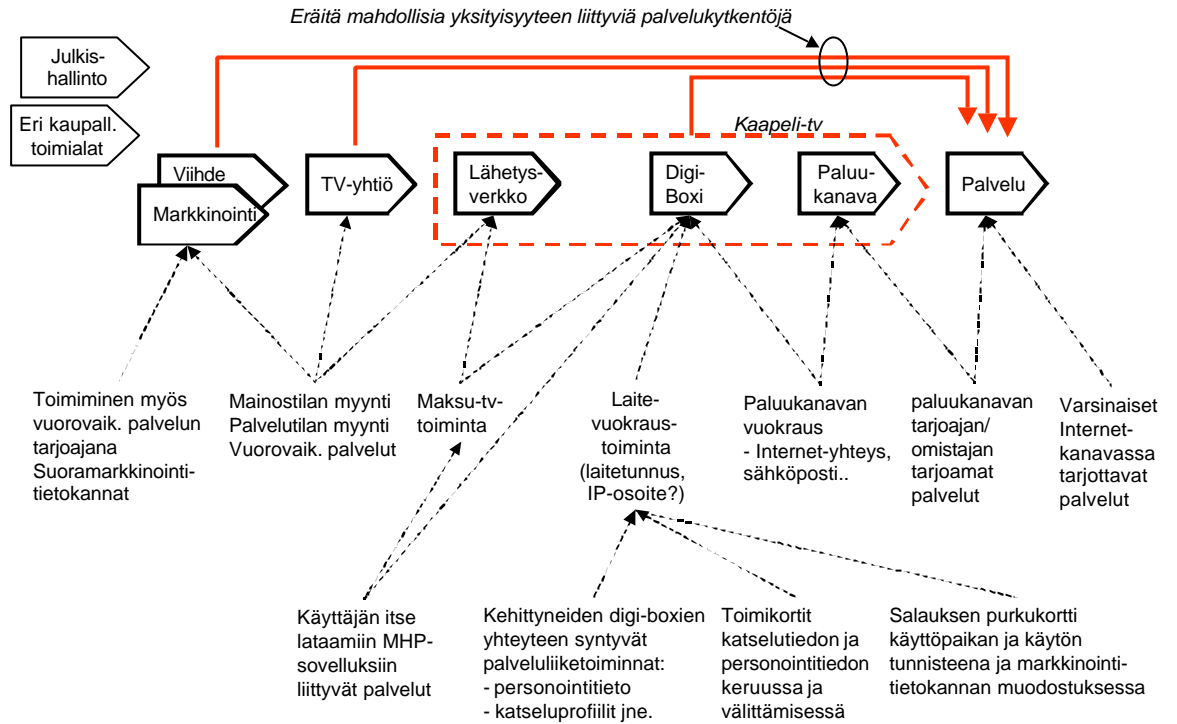 Eräitä mahdollisia yksityisyyteen liittyviä palvelukytkentöjä
Julkis-
hallinto
Eri kaupall.
toimialat
Kaapeli-tv
Viihde
Markkinointi
TV-yhtiö
Lähetys-
verkko
Digi-
Boxi
Paluu-
kanava
Palvelu
Toimiminen myös
vuorovaik. palvelun
tarjoajana
Suoramarkkinointi-
tietokannat
Mainostilan myynti
Palvelutilan myynti
Vuorovaik. palvelut
Maksu-tv-
toiminta
Laite-
vuokraus-
toiminta
(laitetunnus,
IP-osoite?)
Paluukanavan
vuokraus
- Internet-yhteys,
sähköposti..
paluukanavan
tarjoajan/
omistajan
tarjoamat
palvelut
Varsinaiset
Internet-
kanavassa
tarjottavat
palvelut
Käyttäjän itse
lataamiin MHP-
sovelluksiin
liittyvät palvelut
Kehittyneiden digi-boxien
yhteyteen syntyvät
palveluliiketoiminnat:
- personointitieto
- katseluprofiilit jne.
Toimikortit
katselutiedon ja
personointitiedon
keruussa ja
välittämisessä
Salauksen purkukortti
käyttöpaikan ja käytön
tunnisteena ja markkinointi-
tietokannan muodostuksessa